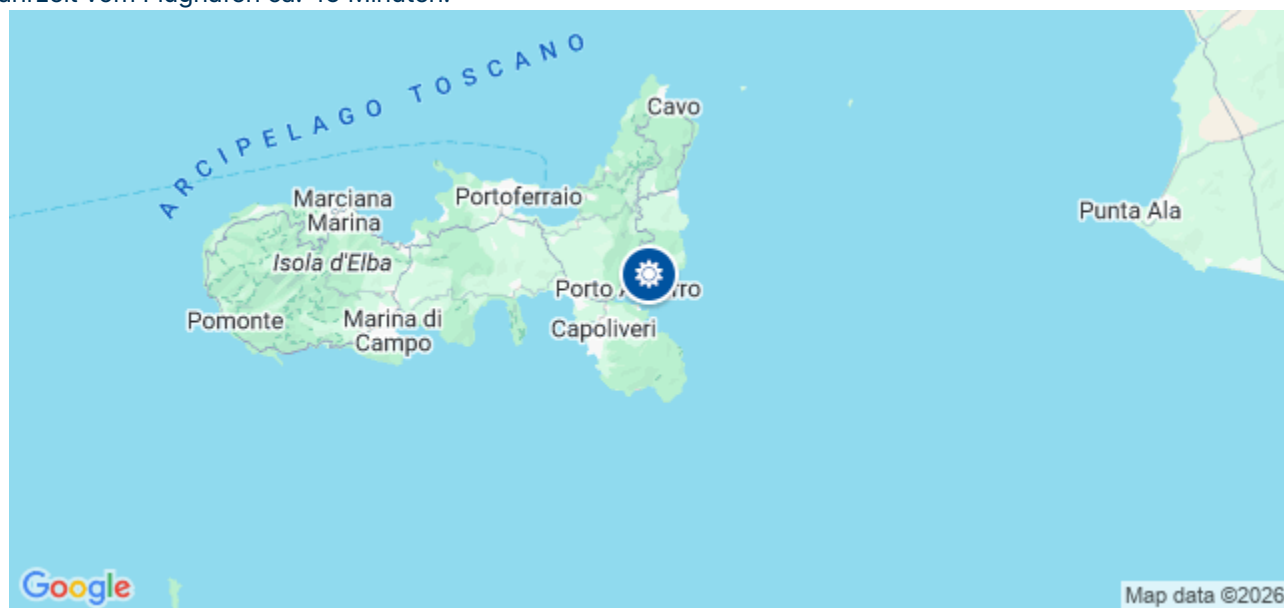 ARCIPELAGO TOSCANO
Cavo
Marciana
Marina
Portoferraio
Punta Ala
Isola d'Elba
Porto
Pomonte
Marina di
Campo
Capoliveri
Google
Map data ©2026